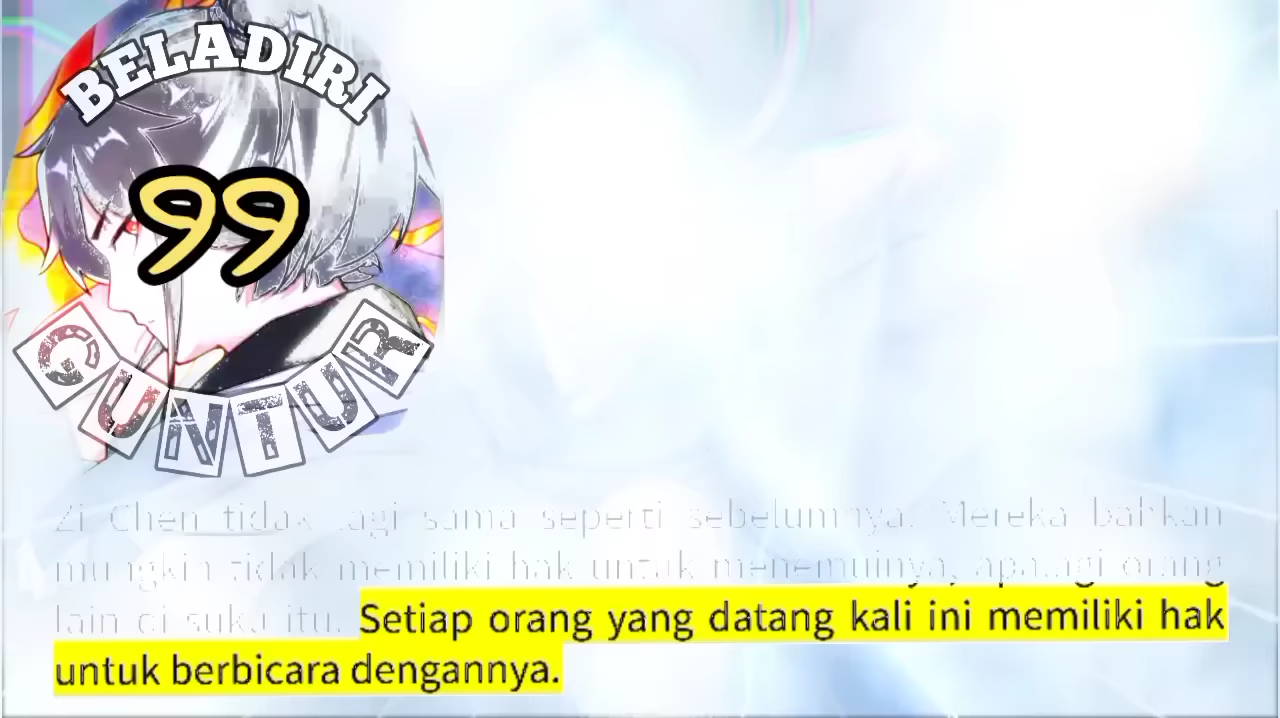 BELADIRI
99
GUNTUR
Zi Chen tidak lagi sama seperti sebelumnya. Mereka bahkan
mungkin tidak memiliki hak untuk menemuinya, apalagi orang
lain di suku itu. Setiap orang yang datang kali ini memiliki hak
untuk berbicara dengannya.